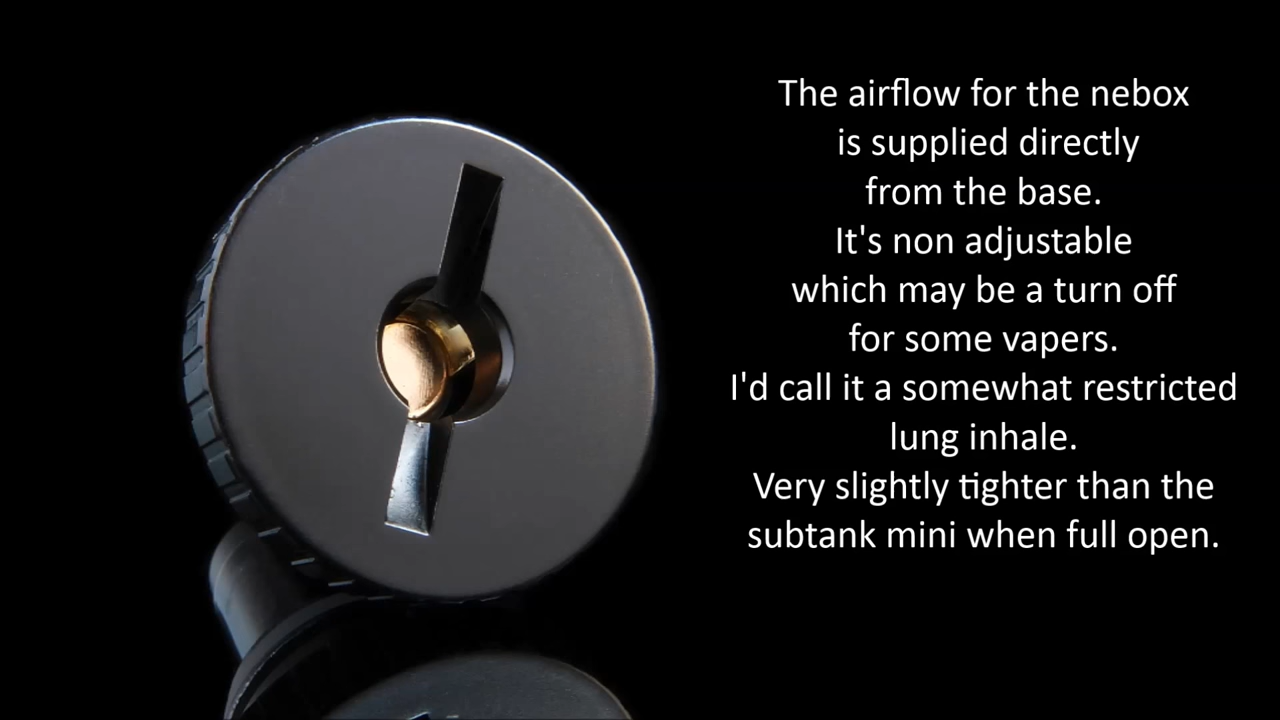 The airflow for the nebox
is supplied directly
from the base.
It's non adjustable
which may be a turn off
for some vapers.
I'd call it a somewhat restricted
lung inhale.
Very slightly tighter than the
subtank mini when full open.